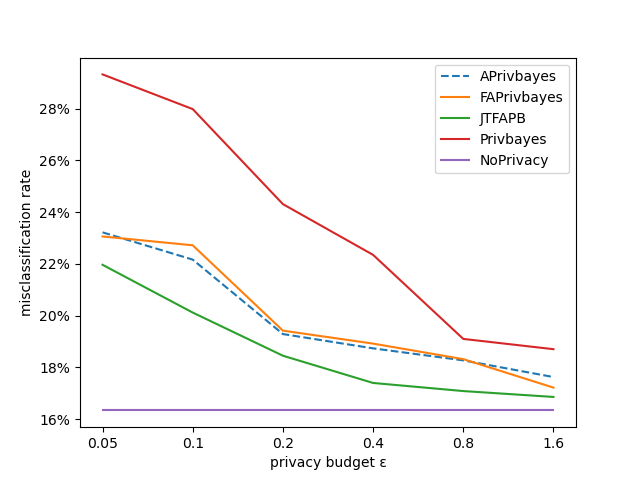 APrivbayes
FAPrivbayes
JTFAPB
Privbayes
NoPrivacy
misclassification rate
28%
26%
24%
22%
20%
18%
16%
0.05 0.1 0.2 0.4 0.8 1.6
privacy budget ε